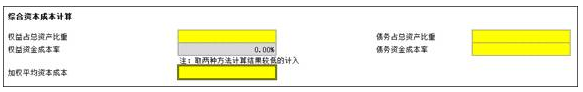 综合资本成本计算
权益占总资产比重 债务占总资产比重
权益资金成本率 0.00% 债务资金成本率
注：取两种方法计算结果较低的计入
加权平均资本成本